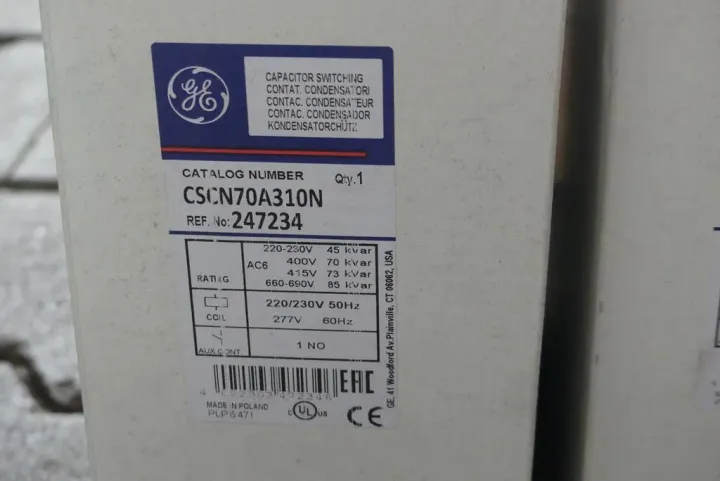 GE
CAPACITOR SWITCHING
CONTAT. CONDENSATORI
CONTAC. CONDENSATEUR
CONTAC. CONDENSADOR
KONDENSATORCHÜTZ
CATALOG NUMBER Qty.1
CSCN70A310N
REF. No: 247234
RATING AC6
220-230V 45 kvar
400V 70 kvar
415V 73 kvar
660-690V 85 kvar
COIL
220/230V 50Hz
277V 60Hz
AUX.CONT 1 NO
EAC
MADE IN POLAND
c UL us
CE
GE, 41 Woodford Av.Plainville, CT 06062, USA